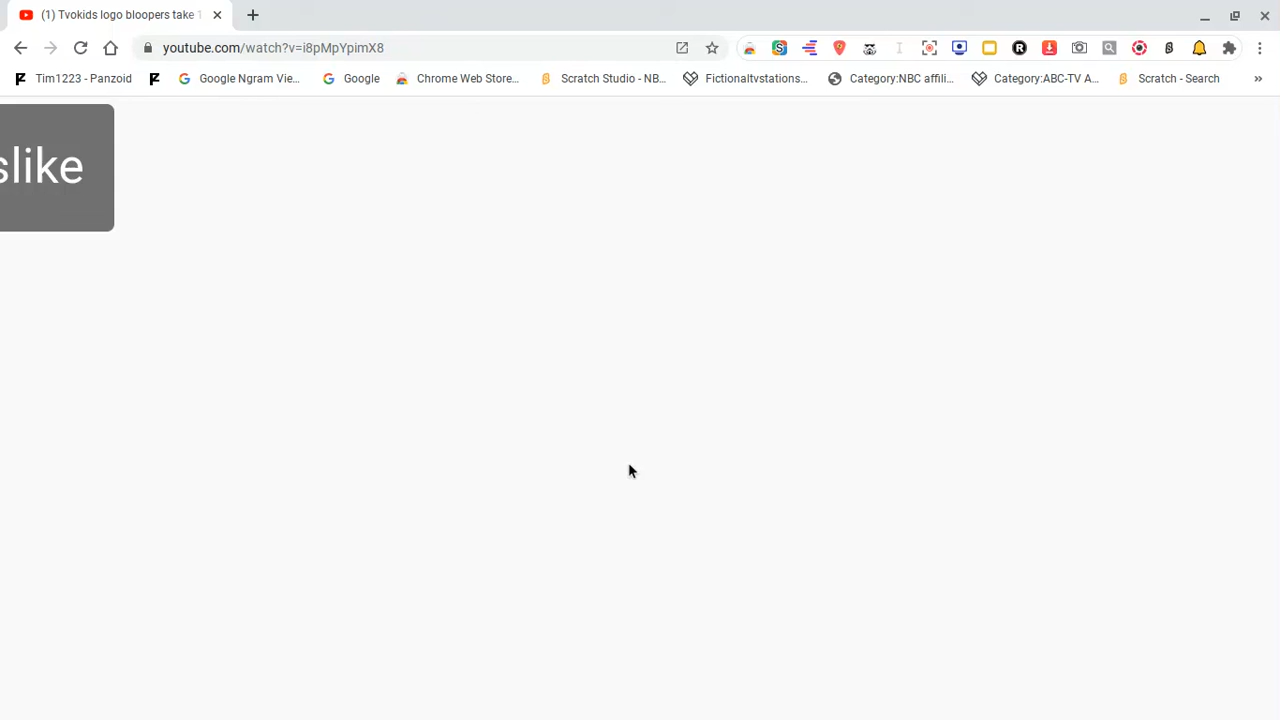 (1) Tvokids logo bloopers take 1
youtube.com/watch?v=i8pMpYpimX8
Tim1223 - Panzoid
Google Ngram Vie...
Google
Chrome Web Store...
Scratch Studio - NB...
Fictionaltvstations...
Category:NBC affili...
Category:ABC-TV A...
Scratch - Search
slike